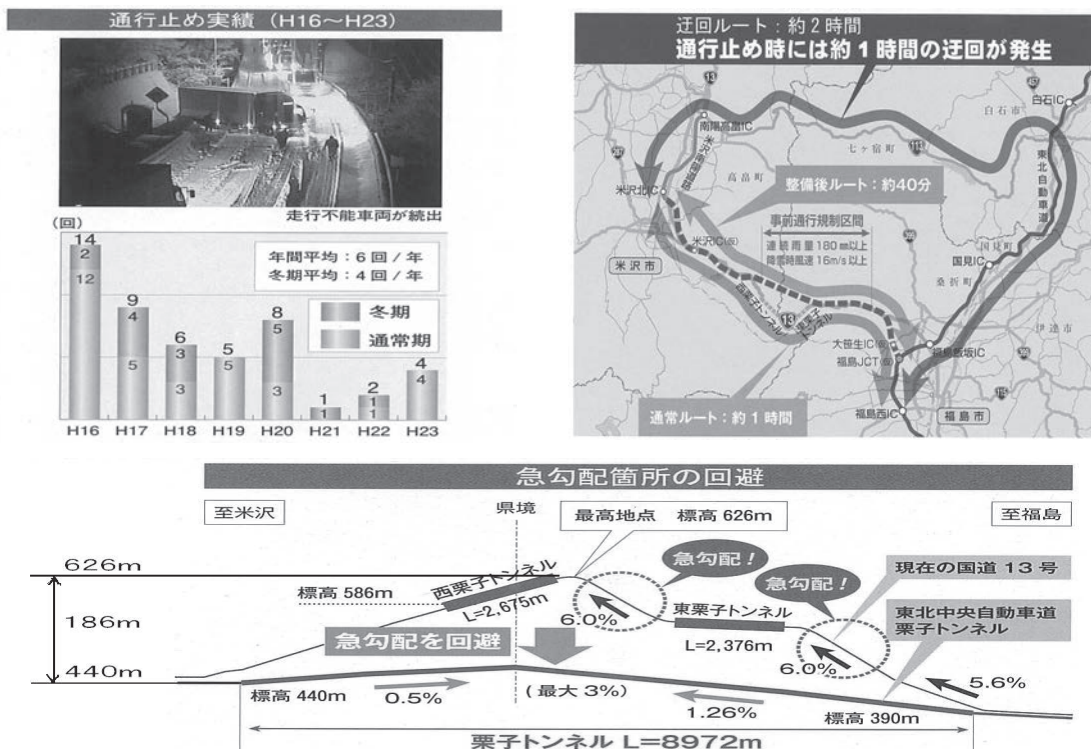 通行止め実績（H16～H23）
走行不能車両が続出
(回)
14
2
12
9
4
5
6
3
3
5
5
8
5
3
1
1
2
1
1
4
4
年間平均：6回/年
冬期平均：4回/年
冬期
通常期
H16 H17 H18 H19 H20 H21 H22 H23
迂回ルート：約2時間
通行止め時には約1時間の迂回が発生
13
457
白石IC
白石市
南陽高畠IC
七ヶ宿町
113
287
米沢南陽道路
高畠町
東北自動車道
米沢北IC
整備後ルート：約40分
事前通行規制区間
連続雨量180mm以上
降雪時風速16m/s以上
米沢IC(仮)
米沢市
399
国見町
国見IC
桑折町
西栗子トンネル
13
東栗子トンネル
伊達市
大笹生IC(仮)
福島飯坂IC
福島JCT(仮)
399
115
通常ルート：約1時間
福島西IC
福島市
急勾配箇所の回避
至米沢
県境
最高地点 標高626m
至福島
626m
西栗子トンネル
急勾配！
急勾配！
現在の国道13号
標高586m
L=2,675m
6.0%
東栗子トンネル
東北中央自動車道
栗子トンネル
186m
急勾配を回避
L=2,376m
6.0%
440m
5.6%
標高440m
0.5%
(最大3%)
1.26%
標高390m
栗子トンネル L=8972m